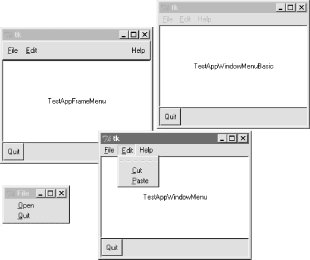 tk
File Edit Help
TestAppWindowMenuBasic
Quit
tk
File Edit Help
TestAppFrameMenu
Quit
tk
File Edit Help
Cut
Paste
TestAppWindowMenu
Quit
File
Open
Quit